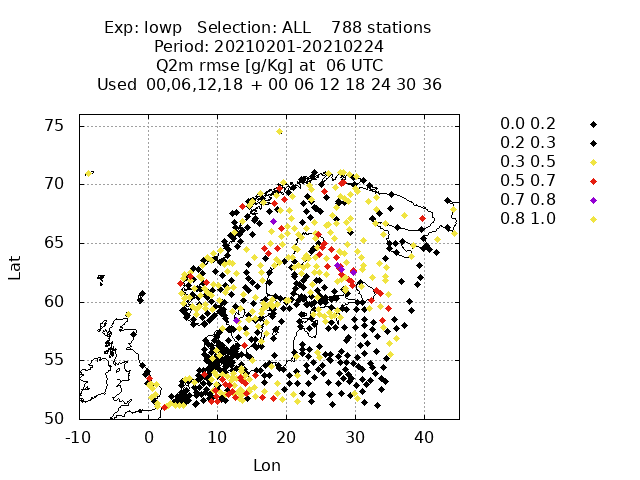 Exp: lowp   Selection: ALL    788 stations
Period: 20210201-20210224
Q2m rmse [g/Kg] at  06 UTC
Used  00,06,12,18 + 00 06 12 18 24 30 36
0.0 0.2
0.2 0.3
0.3 0.5
0.5 0.7
0.7 0.8
0.8 1.0
75
70
65
60
55
50
Lat
-10 0 10 20 30 40
Lon